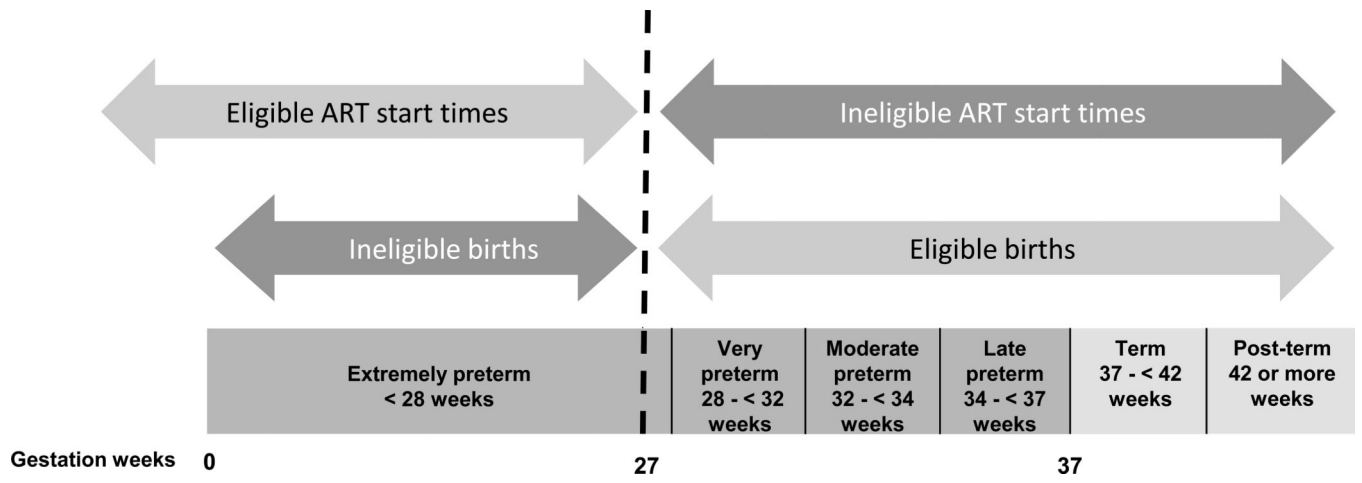 Eligible ART start times
Ineligible ART start times
Ineligible births
Eligible births
Extremely preterm
< 28 weeks
Very
preterm
28 - < 32
weeks
Moderate
preterm
32 - < 34
weeks
Late
preterm
34 - < 37
weeks
Term
37 - < 42
weeks
Post-term
42 or more
weeks
Gestation weeks 0 27 37